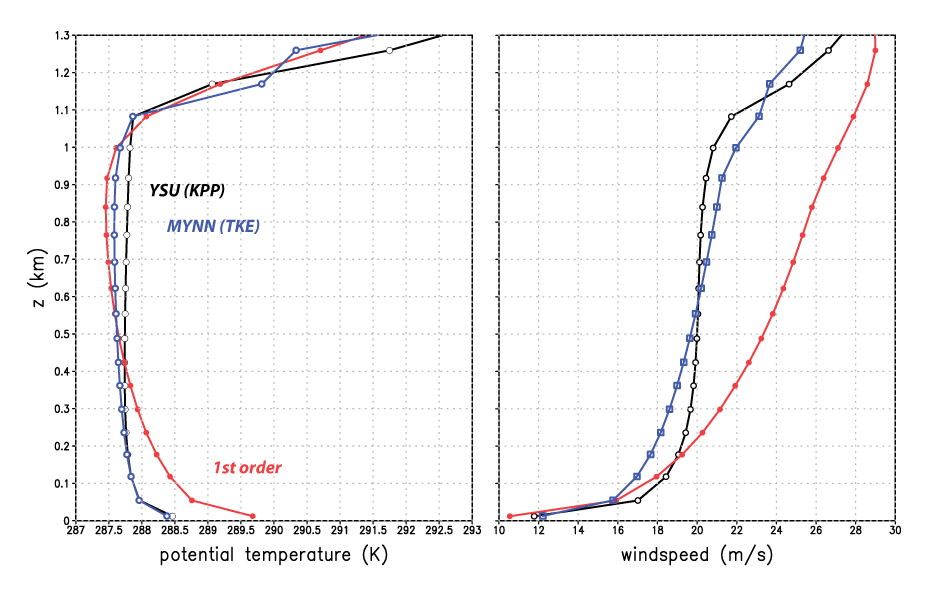 1.3
1.2
1.1
1
0.9
0.8
0.7
0.6
0.5
0.4
0.3
0.2
0.1
0
z (km)
YSU (KPP)
MYNN (TKE)
1st order
287 287.5 288 288.5 289 289.5 290 290.5 291 291.5 292 292.5 293
potential temperature (K)
10 12 14 16 18 20 22 24 26 28 30
windspeed (m/s)